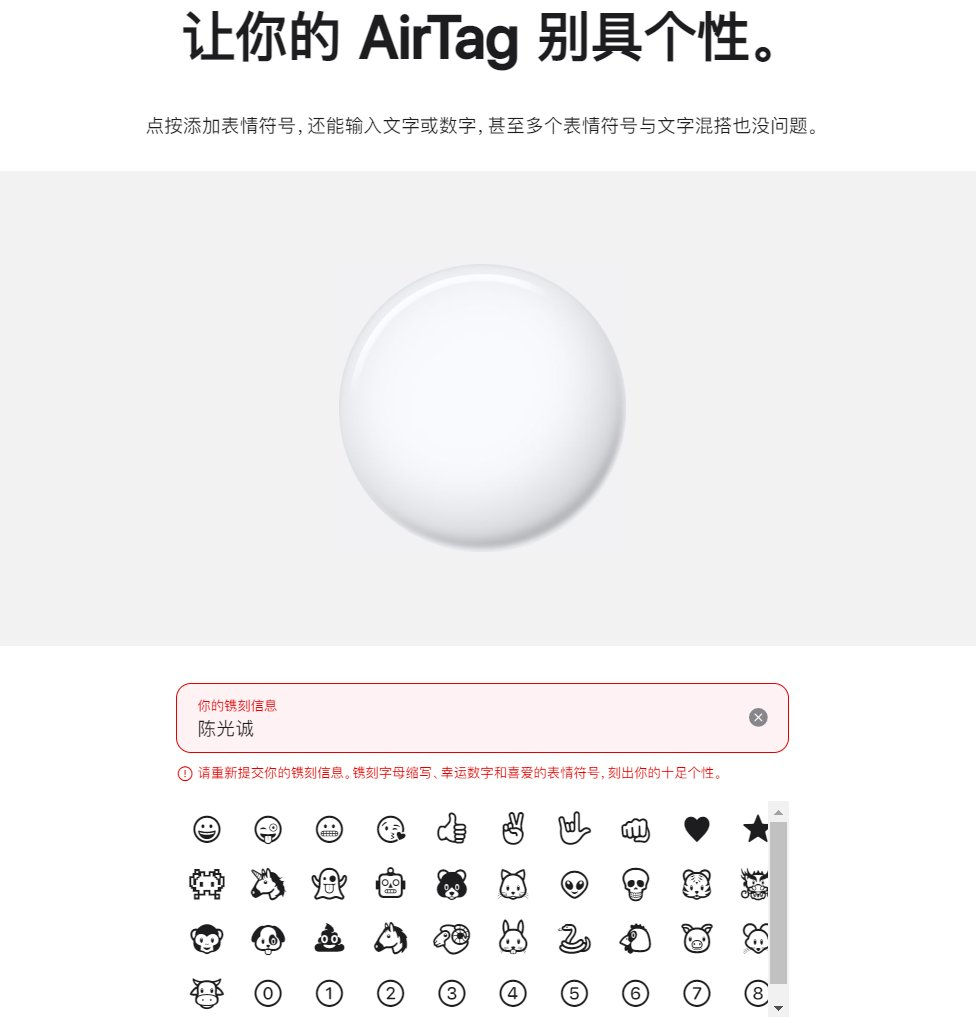 让你的 AirTag 别具个性。
点按添加表情符号，还能输入文字或数字，甚至多个表情符号与文字混搭也没问题。
你的镌刻信息
陈光诚
请重新提交你的镌刻信息。镌刻字母缩写、幸运数字和喜爱的表情符号，刻出你的十足个性。
0 1 2 3 4 5 6 7 8